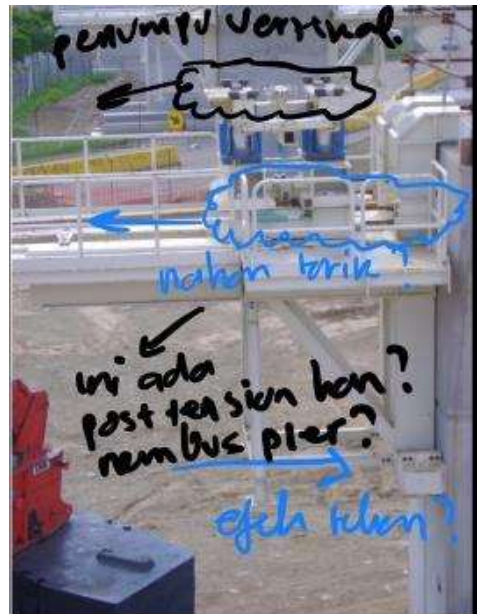 penumpu vertikal.
nahan tarik?
ini ada
post tension kan?
nembus pier?
efek tekan?